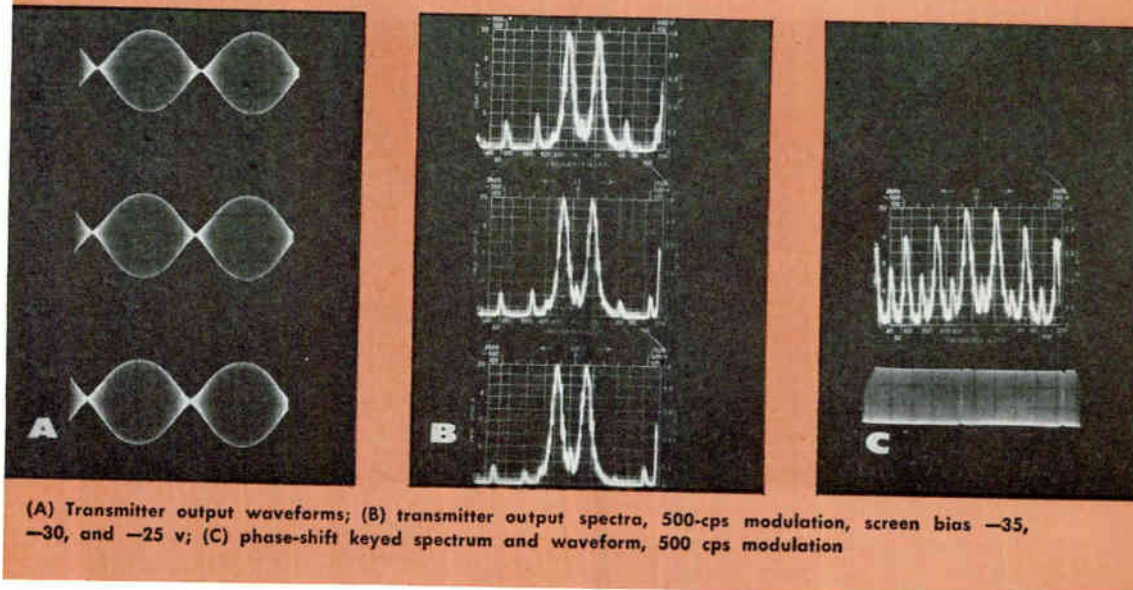 A
B
C
(A) Transmitter output waveforms; (B) transmitter output spectra, 500-cps modulation, screen bias —35,
—30, and —25 v; (C) phase-shift keyed spectrum and waveform, 500 cps modulation